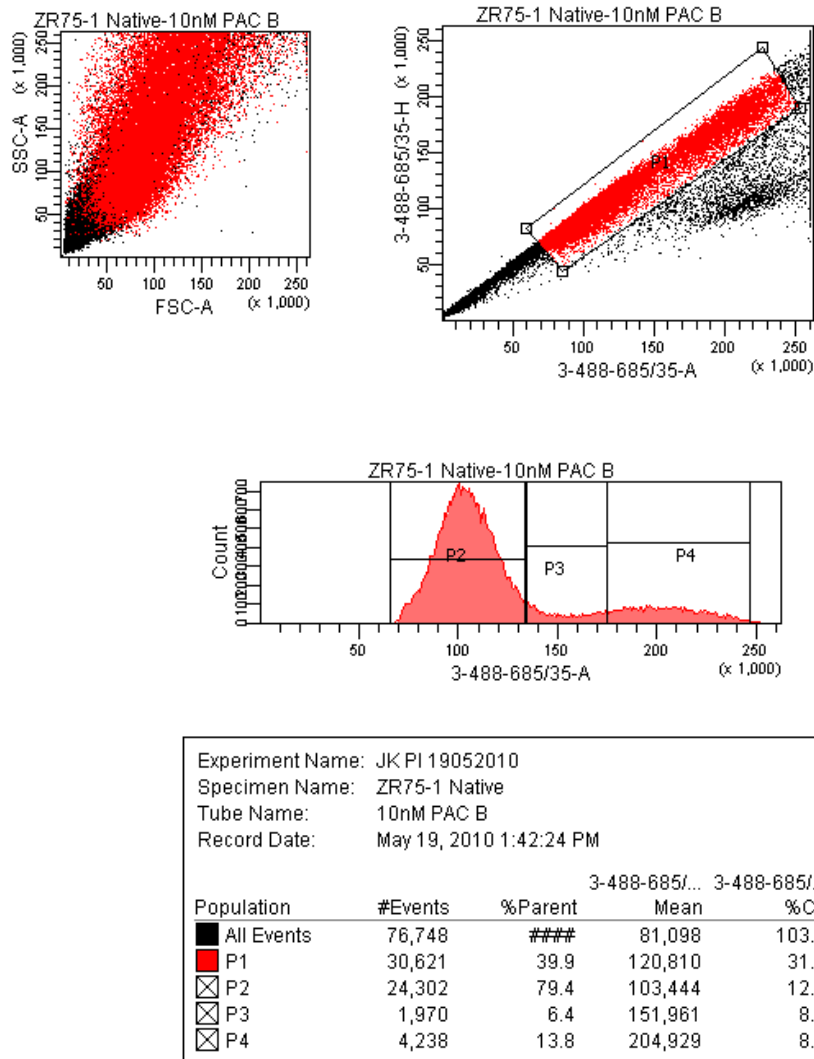 ZR75-1 Native-10nM PAC B
SSC-A (x 1,000)
250
200
150
100
50
50 100 150 200 250
FSC-A (x 1,000)
ZR75-1 Native-10nM PAC B
3-488-685/35-H (x 1,000)
250
200
150
100
50
P1
50 100 150 200 250
3-488-685/35-A (x 1,000)
ZR75-1 Native-10nM PAC B
Count
P2 P3 P4
50 100 150 200 250
3-488-685/35-A (x 1,000)
Experiment Name: JK PI 19052010
Specimen Name: ZR75-1 Native
Tube Name: 10nM PAC B
Record Date: May 19, 2010 1:42:24 PM
3-488-685/... 3-488-685/
Population #Events %Parent Mean %C
All Events 76,748 #### 81,098 103.
P1 30,621 39.9 120,810 31.
P2 24,302 79.4 103,444 12.
P3 1,970 6.4 151,961 8.
P4 4,238 13.8 204,929 8.